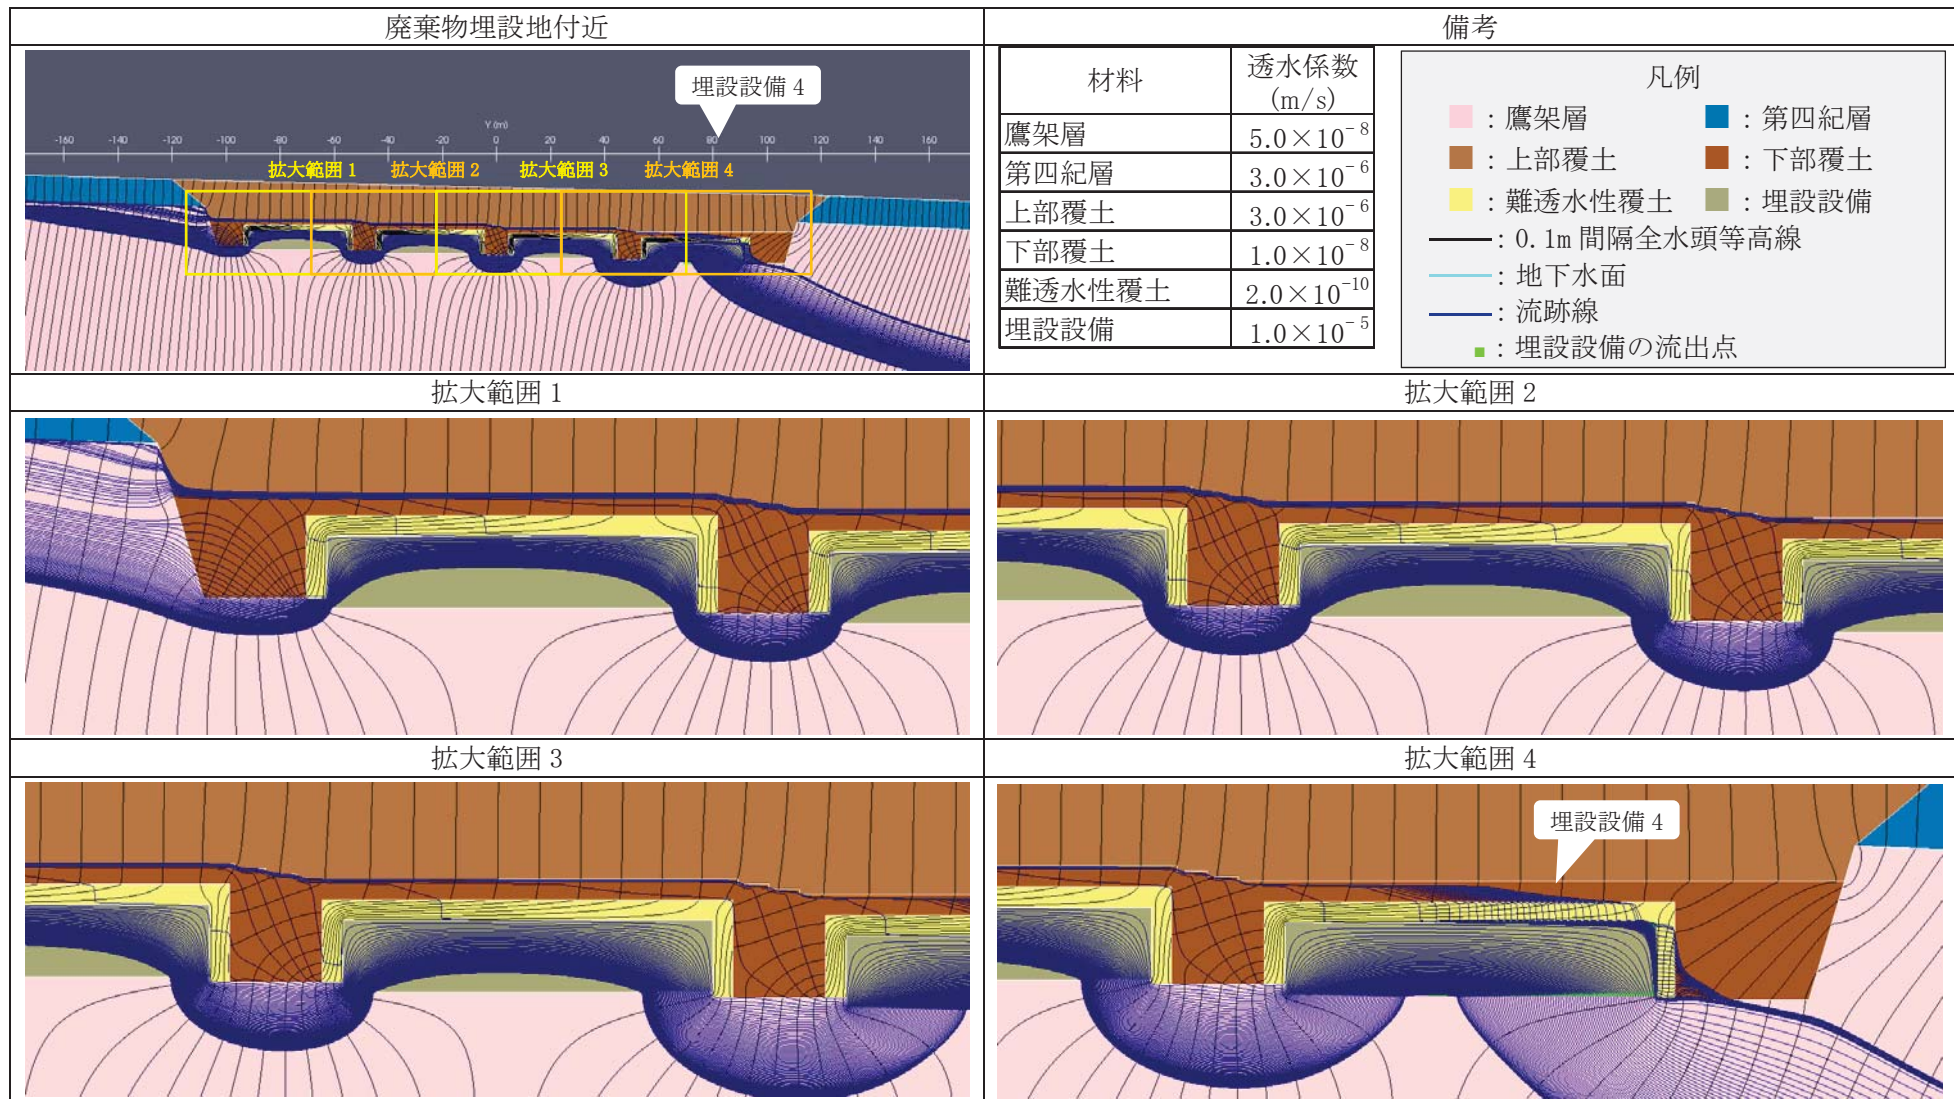 廃棄物埋設地付近
備考
埋設設備 4
Y (m)
-160 -140 -120 -100 -80 -60 -40 -20 0 20 40 60 80 100 120 140 160
拡大範囲 1 拡大範囲 2 拡大範囲 3 拡大範囲 4
材料 透水係数
(m/s)
鷹架層 5.0×10⁻⁸
第四紀層 3.0×10⁻⁶
上部覆土 3.0×10⁻⁶
下部覆土 1.0×10⁻⁸
難透水性覆土 2.0×10⁻¹⁰
埋設設備 1.0×10⁻⁵
凡例
：鷹架層 ：第四紀層
：上部覆土 ：下部覆土
：難透水性覆土 ：埋設設備
：0.1m 間隔全水頭等高線
：地下水面
：流跡線
：埋設設備の流出点
拡大範囲 1
拡大範囲 2
拡大範囲 3
拡大範囲 4
埋設設備 4